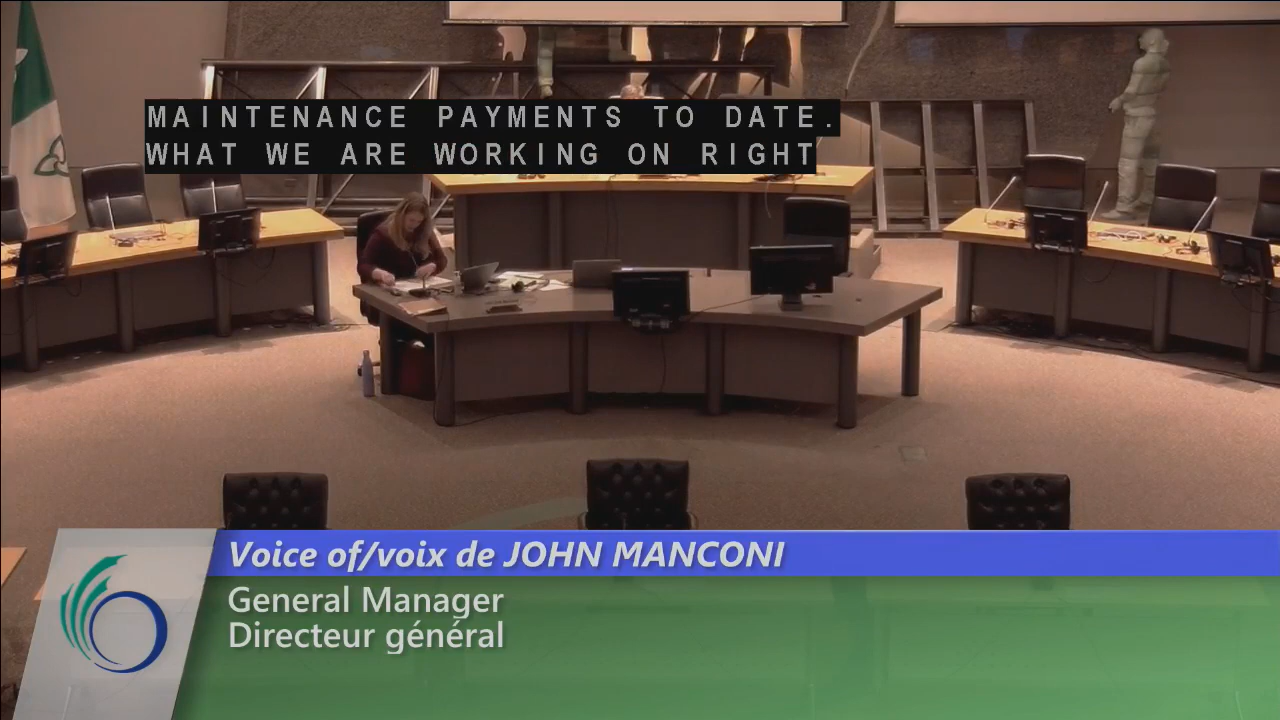 MAINTENANCE PAYMENTS TO DATE.
WHAT WE ARE WORKING ON RIGHT
Voice of/voix de JOHN MANCONI
General Manager
Directeur général